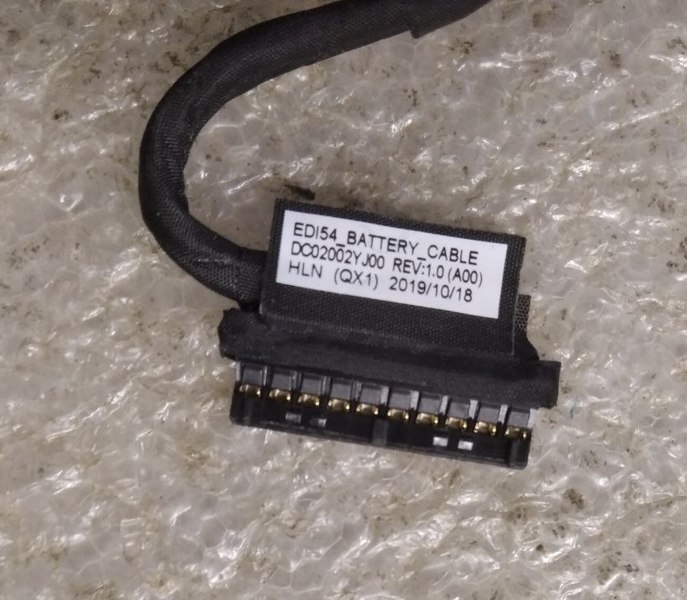 EDI54_BATTERY_CABLE
DC02002YJ00 REV:1.0 (A00)
HLN (QX1) 2019/10/18